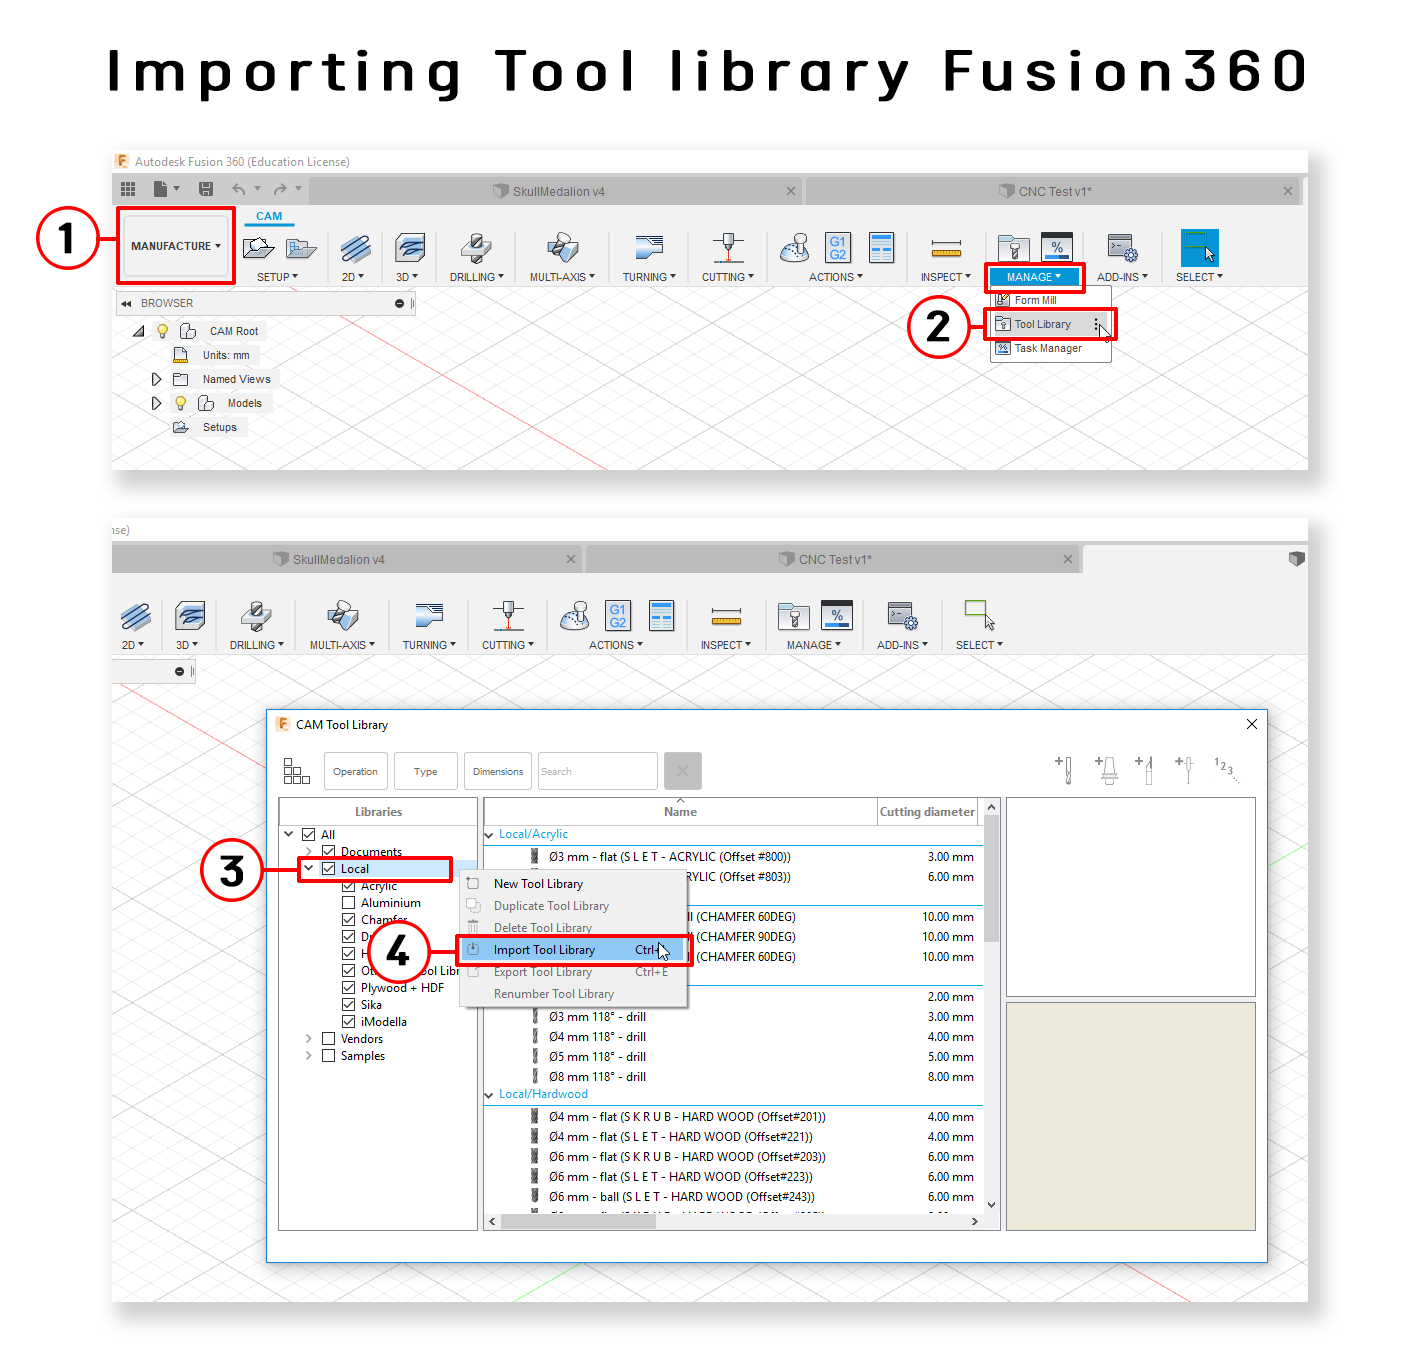 Importing Tool library Fusion360
Autodesk Fusion 360 (Education License)
SkullMedalion v4
CNC Test v1*
1
MANUFACTURE
CAM
SETUP
2D
3D
DRILLING
MULTI-AXIS
TURNING
CUTTING
G1
G2
ACTIONS
INSPECT
%
MANAGE
ADD-INS
SELECT
BROWSER
Form Mill
2
Tool Library
% Task Manager
CAM Root
Units: mm
Named Views
Models
Setups
nse)
SkullMedalion v4
CNC Test v1*
2D
3D
DRILLING
MULTI-AXIS
TURNING
CUTTING
G1
G2
ACTIONS
INSPECT
%
MANAGE
ADD-INS
SELECT
CAM Tool Library
Operation
Type
Dimensions
Search
123...
Libraries
Name
Cutting diameter
All
Documents
3
Local
Acrylic
Aluminium
Chamfer
Plywood + HDF
Sika
iModella
Vendors
Samples
New Tool Library
Duplicate Tool Library
Delete Tool Library
4
Import Tool Library Ctrl+
Export Tool Library Ctrl+E
Renumber Tool Library
Local/Acrylic
Ø3 mm - flat (S L E T - ACRYLIC (Offset #800)) 3.00 mm
RYLIC (Offset #803)) 6.00 mm
ll (CHAMFER 60DEG) 10.00 mm
ll (CHAMFER 90DEG) 10.00 mm
(CHAMFER 60DEG) 10.00 mm
2.00 mm
Ø3 mm 118° - drill 3.00 mm
Ø4 mm 118° - drill 4.00 mm
Ø5 mm 118° - drill 5.00 mm
Ø8 mm 118° - drill 8.00 mm
Local/Hardwood
Ø4 mm - flat (S K R U B - HARD WOOD (Offset#201)) 4.00 mm
Ø4 mm - flat (S L E T - HARD WOOD (Offset#221)) 4.00 mm
Ø6 mm - flat (S K R U B - HARD WOOD (Offset#203)) 6.00 mm
Ø6 mm - flat (S L E T - HARD WOOD (Offset#223)) 6.00 mm
Ø6 mm - ball (S L E T - HARD WOOD (Offset#243)) 6.00 mm